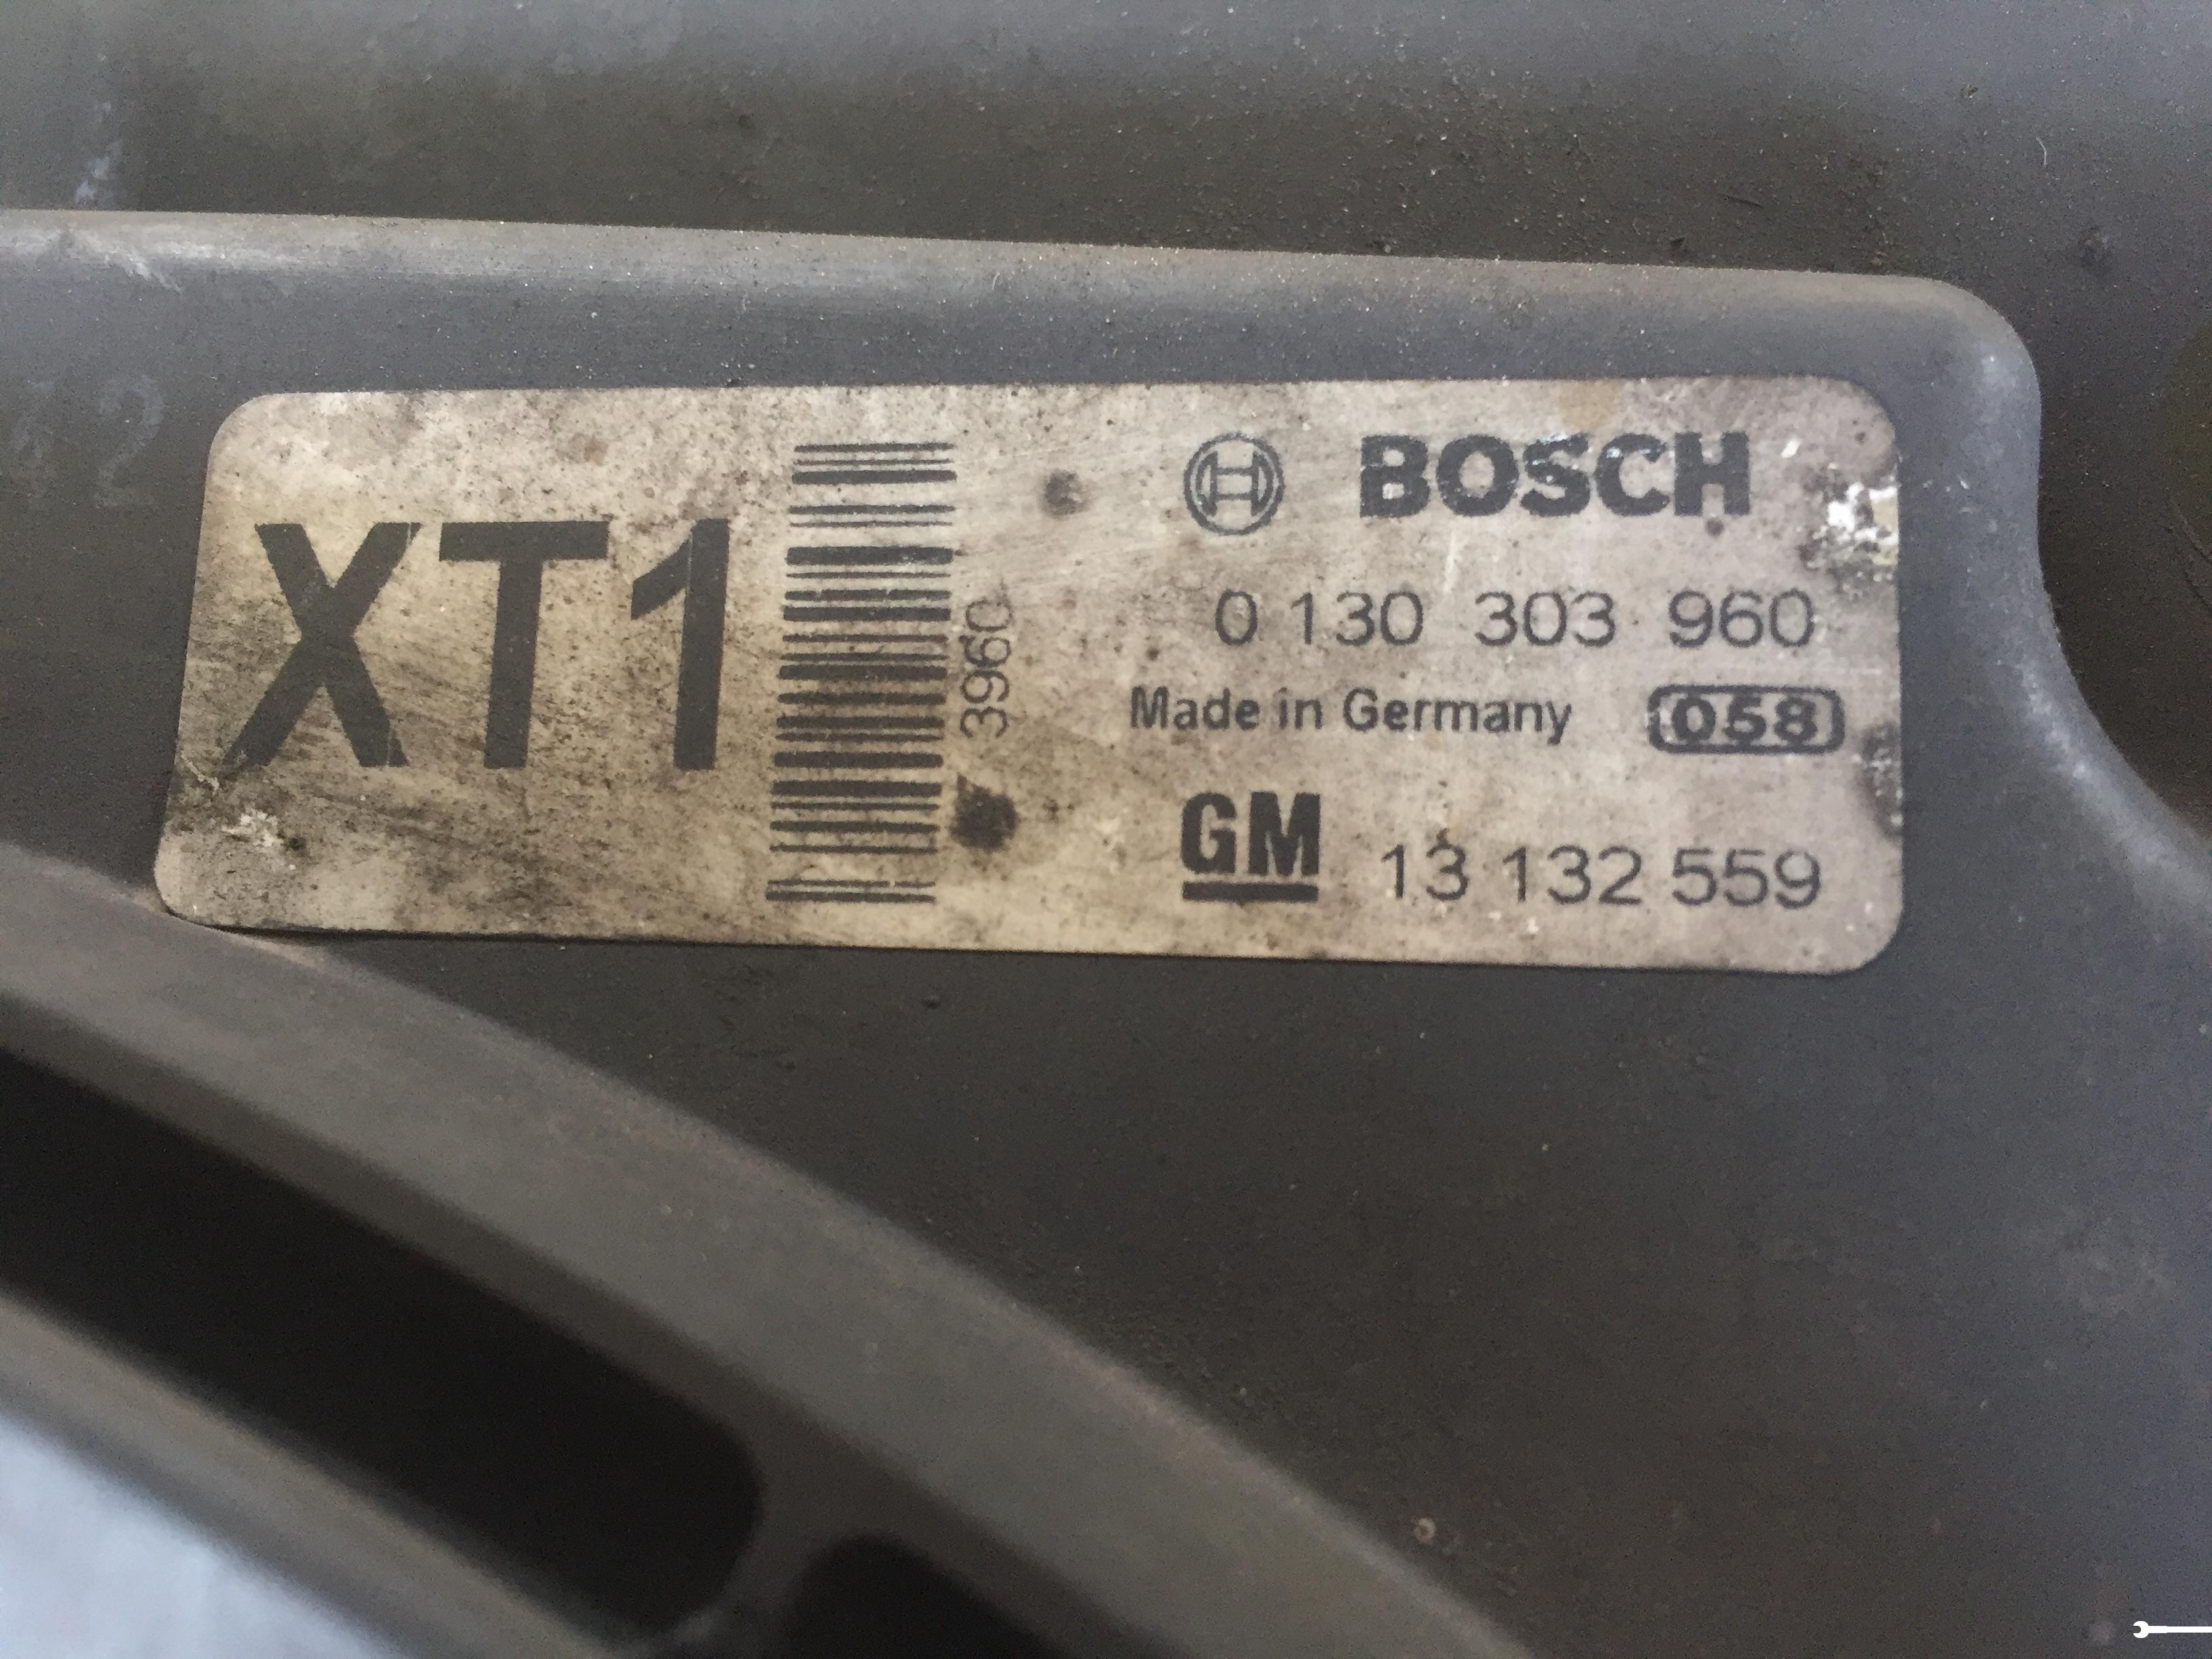 XT1
3960
BOSCH
0 130 303 960
Made in Germany 058
GM 13 132 559